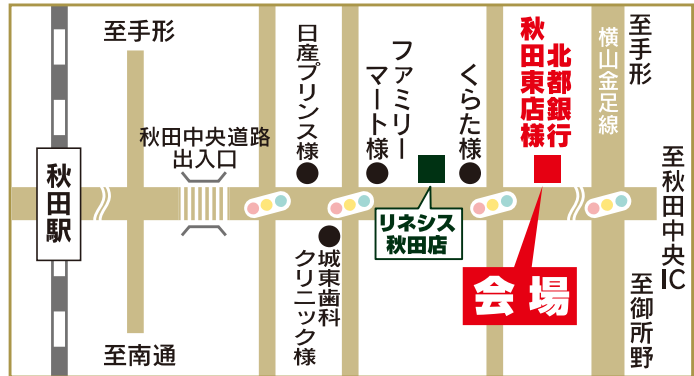 至手形
秋田駅
至南通
秋田中央道路
出入口
日産プリンス様
城東歯科
クリニック様
ファミリー
マート様
リネシス
秋田店
くらた様
北都銀行
秋田東店様
会場
横山金足線
至手形
至秋田中央IC
至御所野